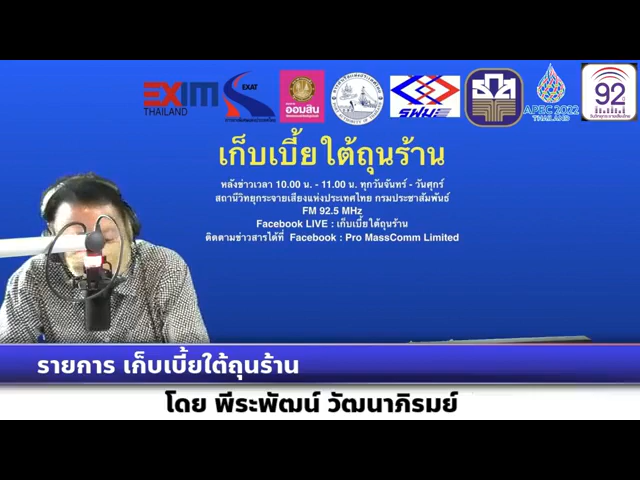 EXIM
THAILAND
EXAT
ออมสิน
รฟม
APEC 2022
THAILAND
92
เก็บเบี้ยใต้ถุนร้าน
หลังข่าวเวลา 10.00 น. - 11.00 น. ทุกวันจันทร์ - วันศุกร์
สถานีวิทยุกระจายเสียงแห่งประเทศไทย กรมประชาสัมพันธ์
FM 92.5 MHz
Facebook LIVE : เก็บเบี้ยใต้ถุนร้าน
ติดตามข่าวสารได้ที่ Facebook : Pro MassComm Limited
รายการ เก็บเบี้ยใต้ถุนร้าน
โดย พีระพัฒน์ วัฒนาภิรมย์